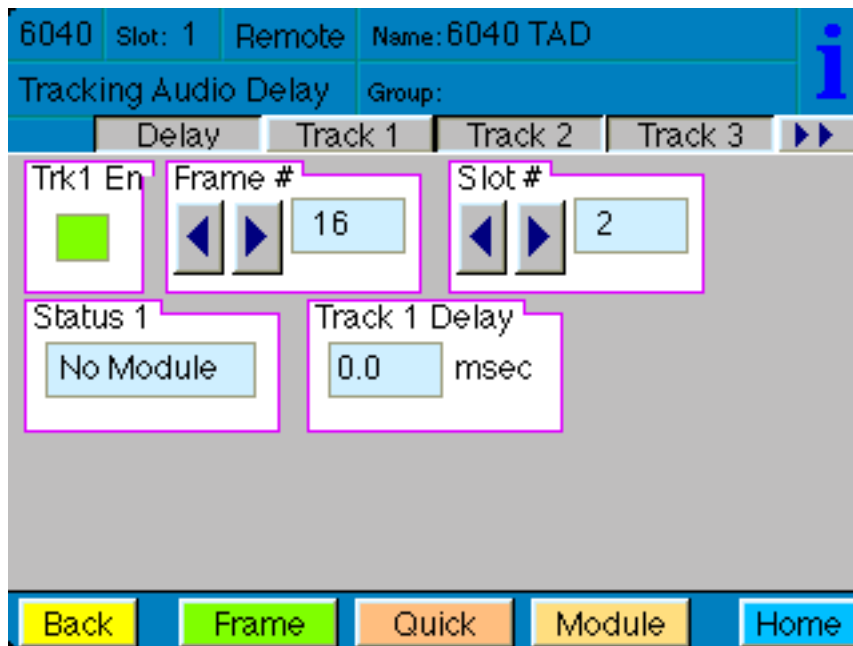 6040 Slot: 1 Remote Name: 6040 TAD
i
Tracking Audio Delay Group:
Delay Track 1 Track 2 Track 3
Trk1 En Frame # Slot #
16 2
Status 1 Track 1 Delay
No Module 0.0 msec
Back Frame Quick Module Home